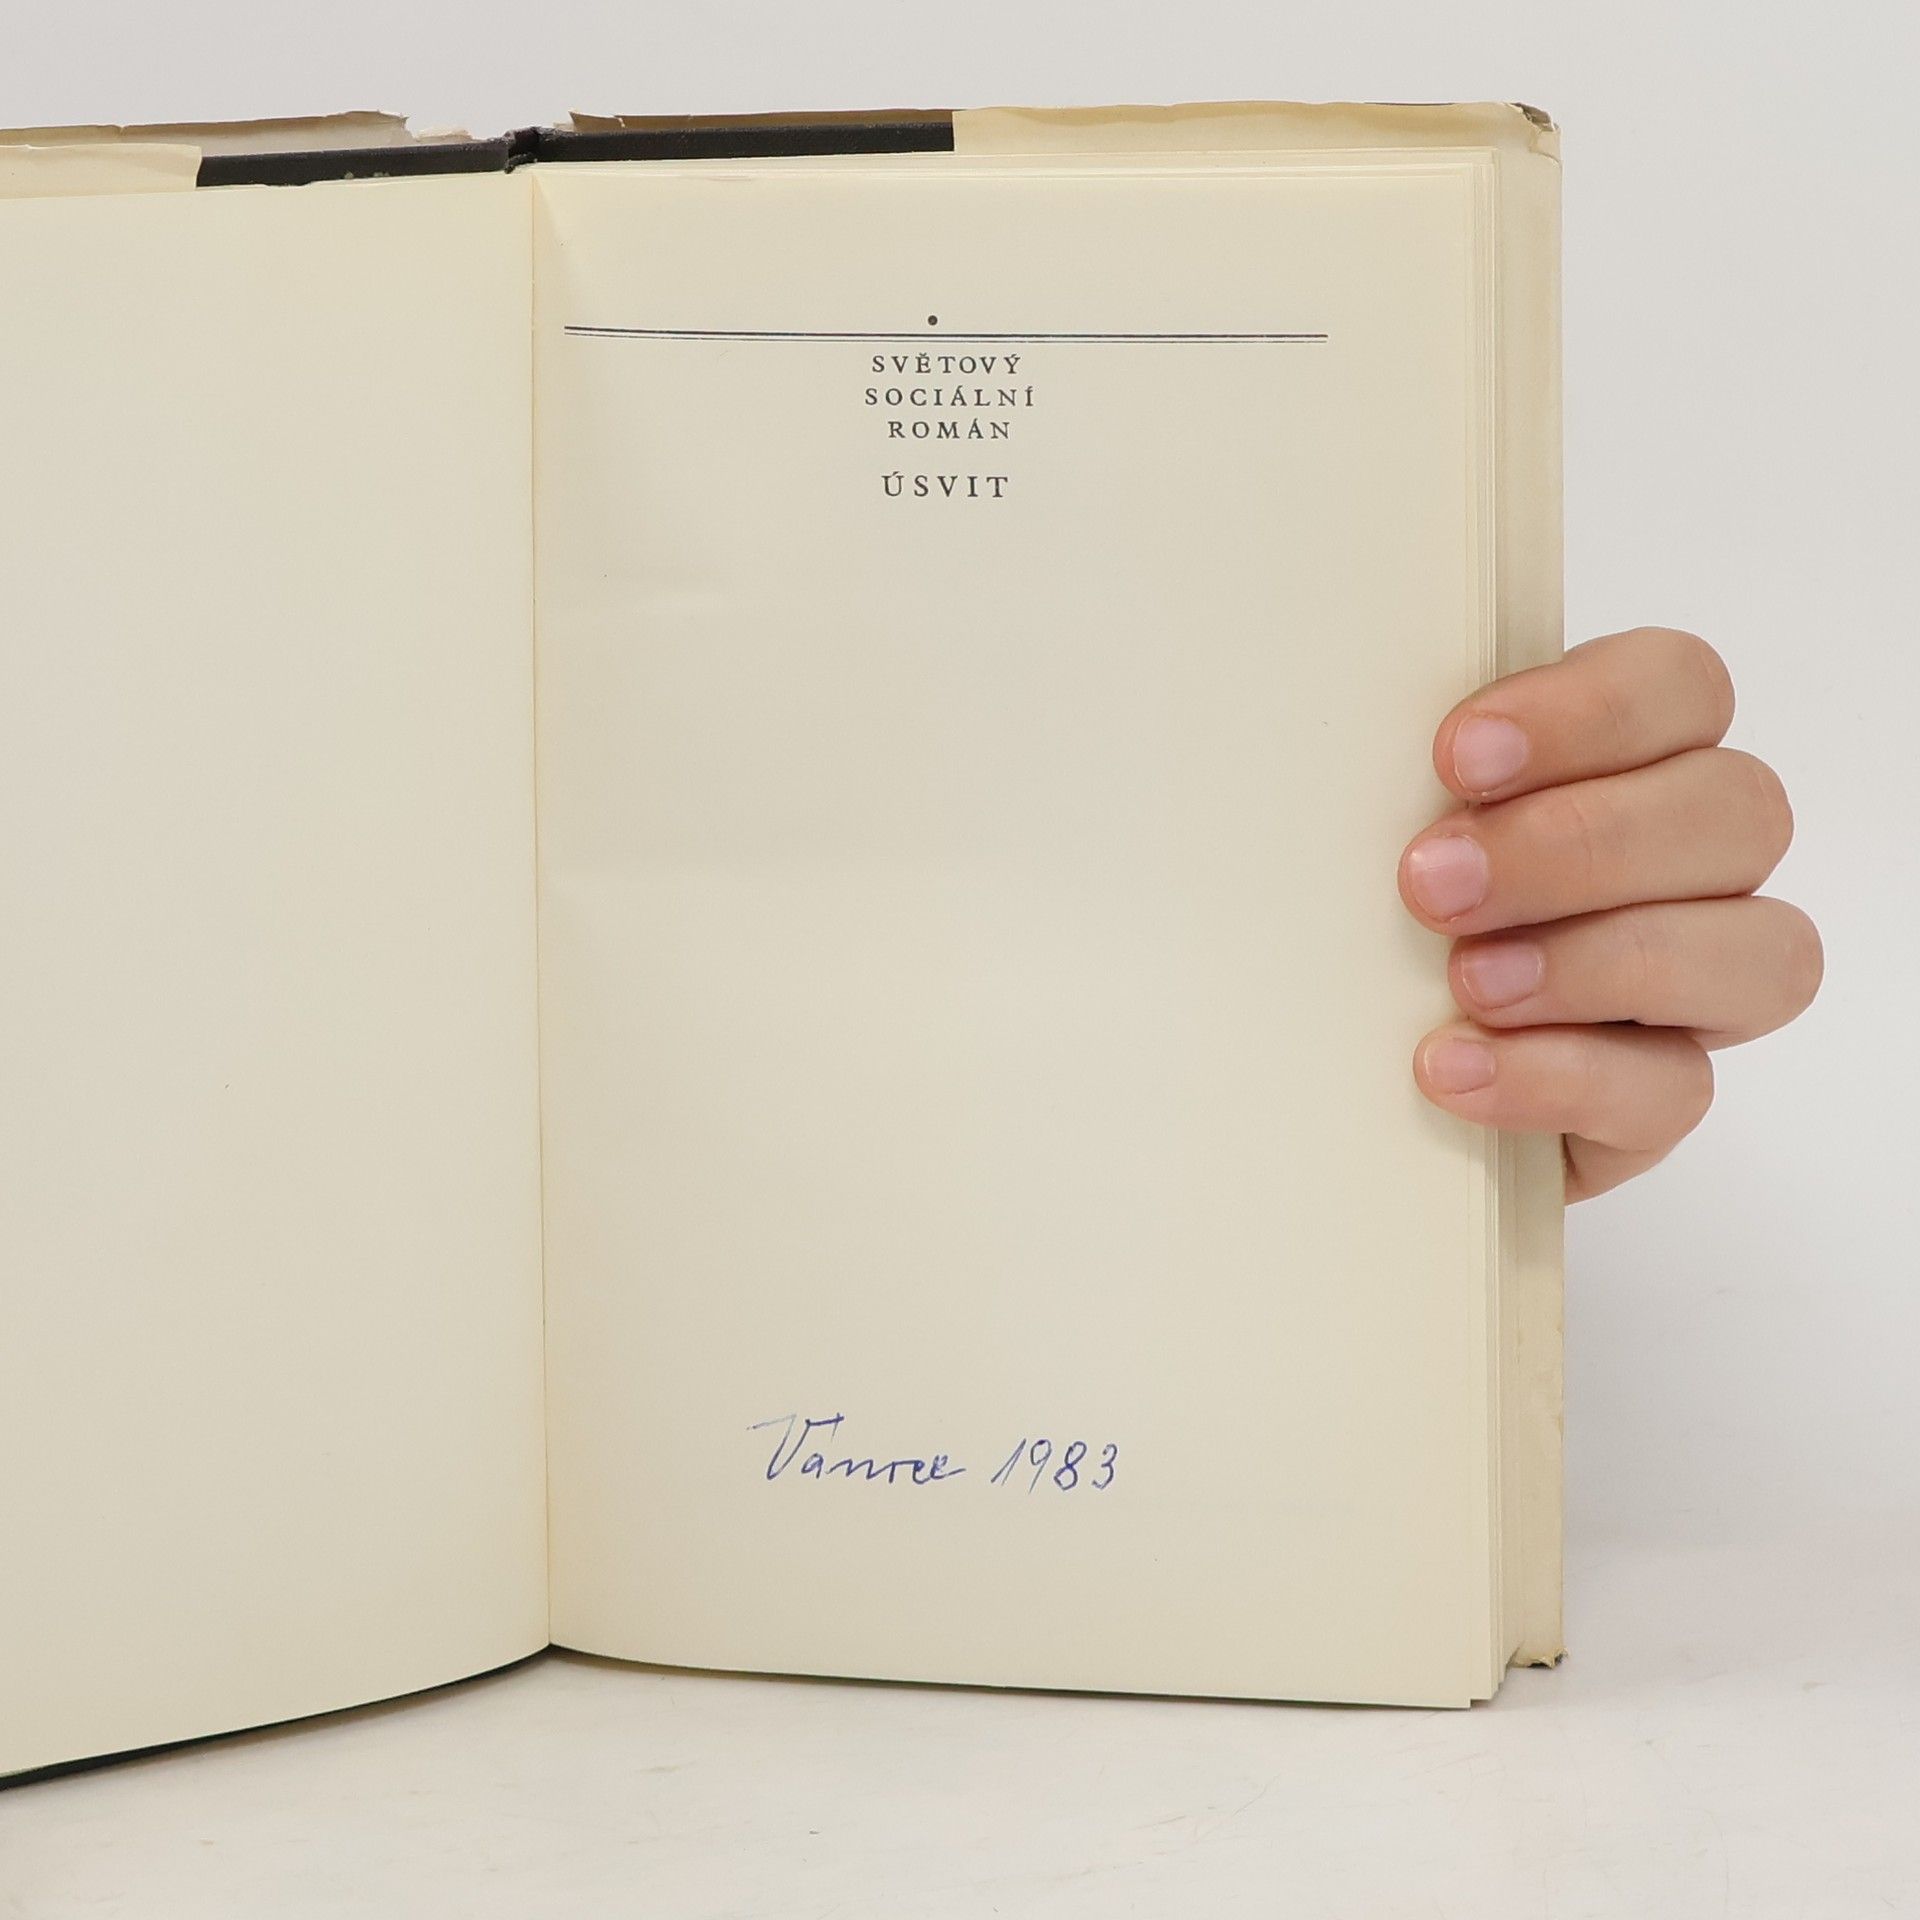 SVĚTOVÝ
SOCIÁLNÍ
ROMÁN
ÚSVIT
Vánoce 1983